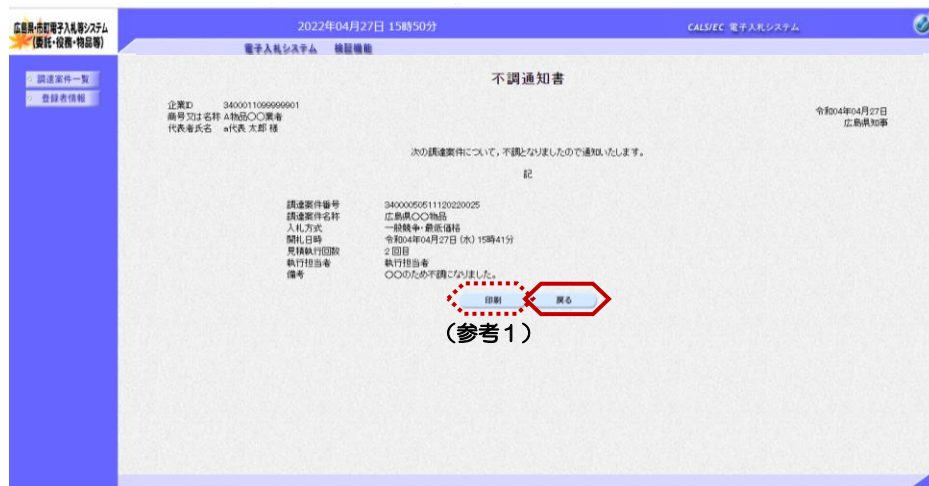 広島県・市町電子入札等システム
(委託・役務・物品等)
2022年04月27日 15時50分
CALS/EC 電子入札システム
電子入札システム 検証機能
調達案件一覧
登録者情報
不調通知書
企業ID 3400011099999901
商号又は名称 A物品〇〇業者
代表者氏名 a代表 太郎 様
令和04年04月27日
広島県知事
次の調達案件について，不調となりましたので通知いたします。
記
調達案件番号 34000050511120220025
調達案件名称 広島県〇〇物品
入札方式 一般競争・最低価格
開札日時 令和04年04月27日 (水) 15時41分
見積執行回数 2 回目
執行担当者 執行担当者
備考 〇〇のため不調になりました。
印刷 戻る
（参考１）